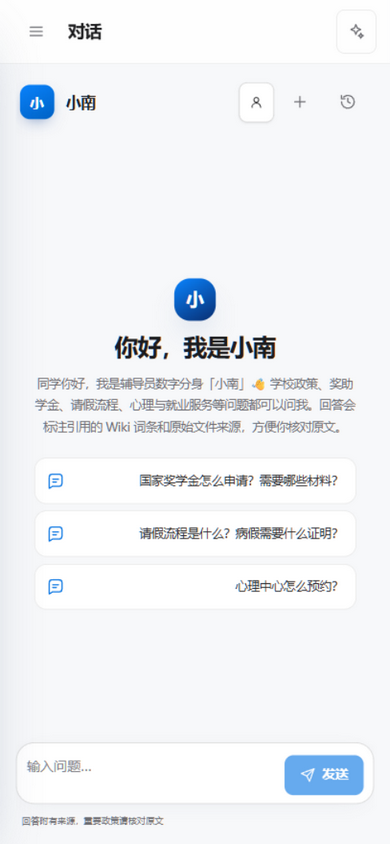 对话
小 小南
小
你好，我是小南
同学你好，我是辅导员数字分身「小南」👋 学校政策、奖助
学金、请假流程、心理与就业服务等问题都可以问我。回答会
标注引用的 Wiki 词条和原始文件来源，方便你核对原文。
国家奖学金怎么申请？需要哪些材料？
请假流程是什么？病假需要什么证明？
心理中心怎么预约？
输入问题...
发送
回答附有来源，重要政策请核对原文